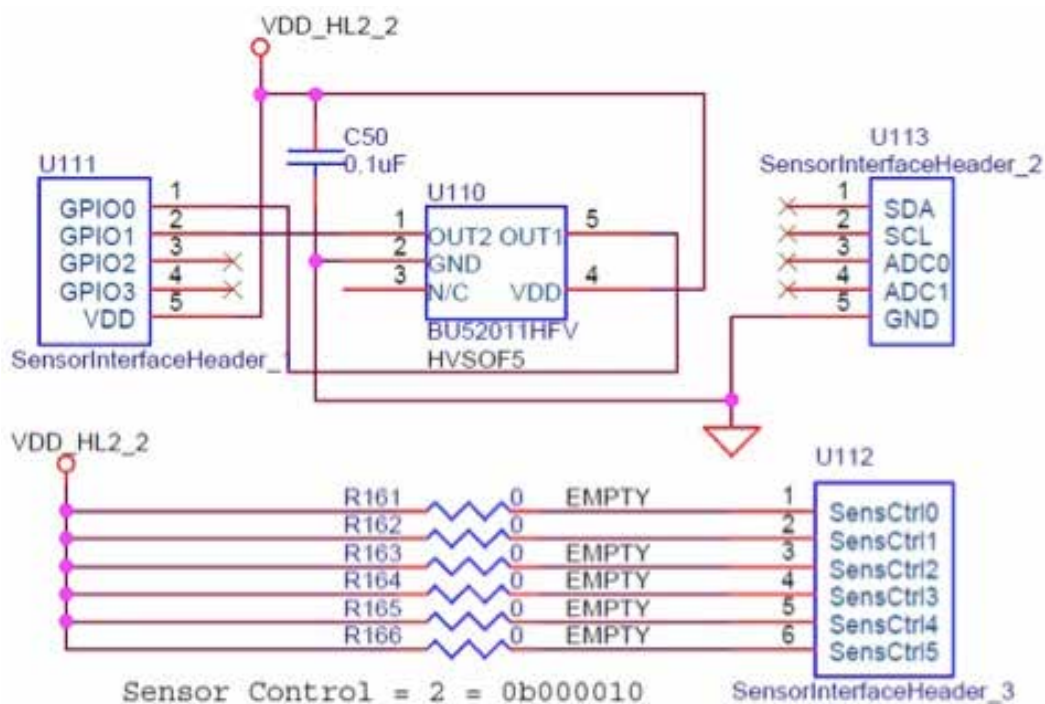 VDD_HL2_2
C50
0.1uF
U111
1
GPIO0
2
GPIO1
3
GPIO2
4
GPIO3
5
VDD
SensorInterfaceHeader_1
U110
1
OUT2 OUT1
5
2
GND
3
N/C VDD
4
BU52011HFV
HVSOF5
U113
SensorInterfaceHeader_2
1
SDA
2
SCL
3
ADC0
4
ADC1
5
GND
VDD_HL2_2
U112
R161 0 EMPTY 1 SensCtrl0
R162 0 2 SensCtrl1
R163 0 EMPTY 3 SensCtrl2
R164 0 EMPTY 4 SensCtrl3
R165 0 EMPTY 5 SensCtrl4
R166 0 EMPTY 6 SensCtrl5
Sensor Control = 2 = 0b000010
SensorInterfaceHeader_3